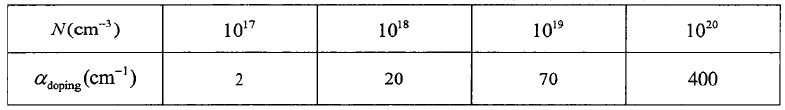 N(cm⁻³) 10¹⁷ 10¹⁸ 10¹⁹ 10²⁰
α_doping(cm⁻¹) 2 20 70 400